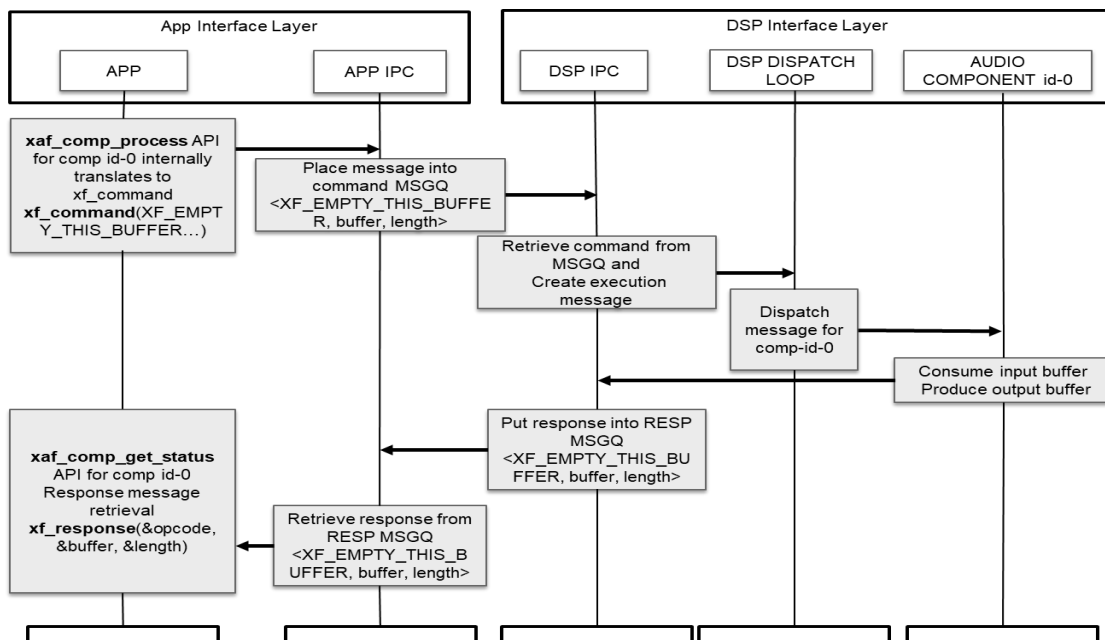 App Interface Layer
DSP Interface Layer
APP
APP IPC
DSP IPC
DSP DISPATCH
LOOP
AUDIO
COMPONENT id-0
xaf_comp_process API
for comp id-0 internally
translates to
xf_command
xf_command(XF_EMPT
Y_THIS_BUFFER...)
Place message into
command MSGQ
<XF_EMPTY_THIS_BUFFE
R, buffer, length>
Retrieve command from
MSGQ and
Create execution
message
Dispatch
message for
comp-id-0
Consume input buffer
Produce output buffer
Put response into RESP
MSGQ
<XF_EMPTY_THIS_BU
FFER, buffer, length>
xaf_comp_get_status
API for comp id-0
Response message
retrieval
xf_response(&opcode,
&buffer, &length)
Retrieve response from
RESP MSGQ
<XF_EMPTY_THIS_B
UFFER, buffer, length>